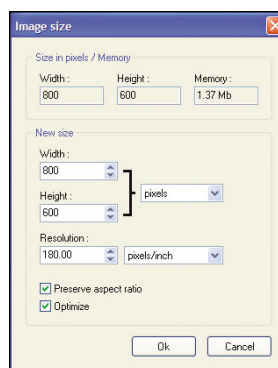 Image size
Size in pixels / Memory
Width : Height : Memory :
800 600 1.37 Mb
New size
Width :
800
pixels
Height :
600
Resolution :
180.00 pixels/inch
Preserve aspect ratio
Optimize
Ok Cancel